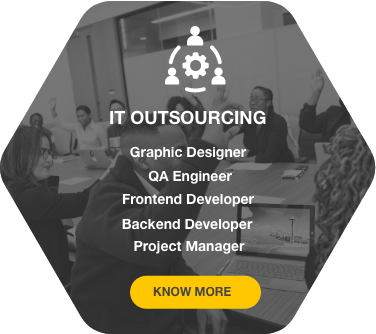 IT OUTSOURCING
Graphic Designer
QA Engineer
Frontend Developer
Backend Developer
Project Manager
KNOW MORE